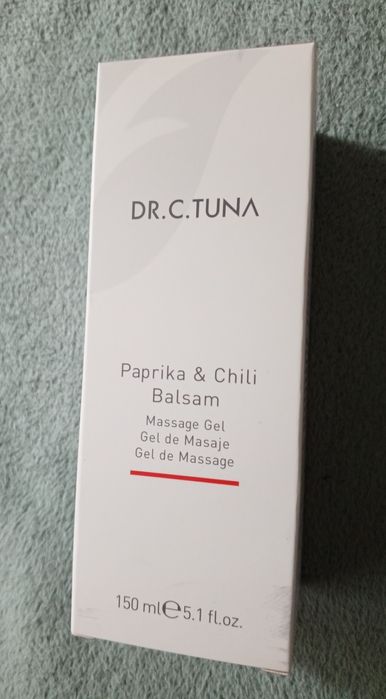 DR.C.TUNA
Paprika & Chili
Balsam
Massage Gel
Gel de Masaje
Gel de Massage
150 ml℮5.1 fl.oz.